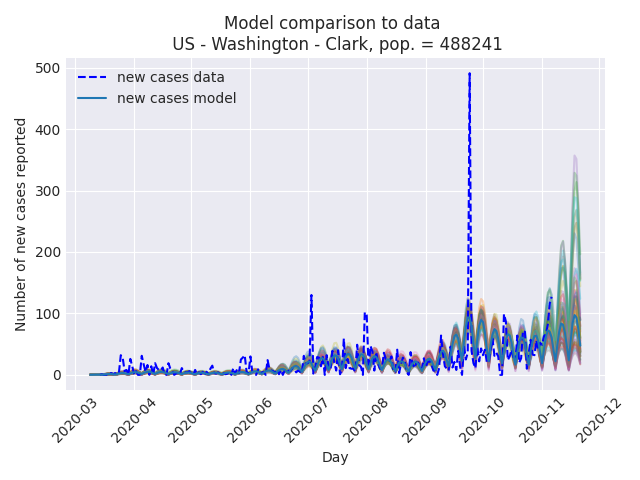 Model comparison to data
US - Washington - Clark, pop. = 488241
new cases data
new cases model
Number of new cases reported
500
400
300
200
100
0
2020-03
2020-04
2020-05
2020-06
2020-07
2020-08
2020-09
2020-10
2020-11
2020-12
Day